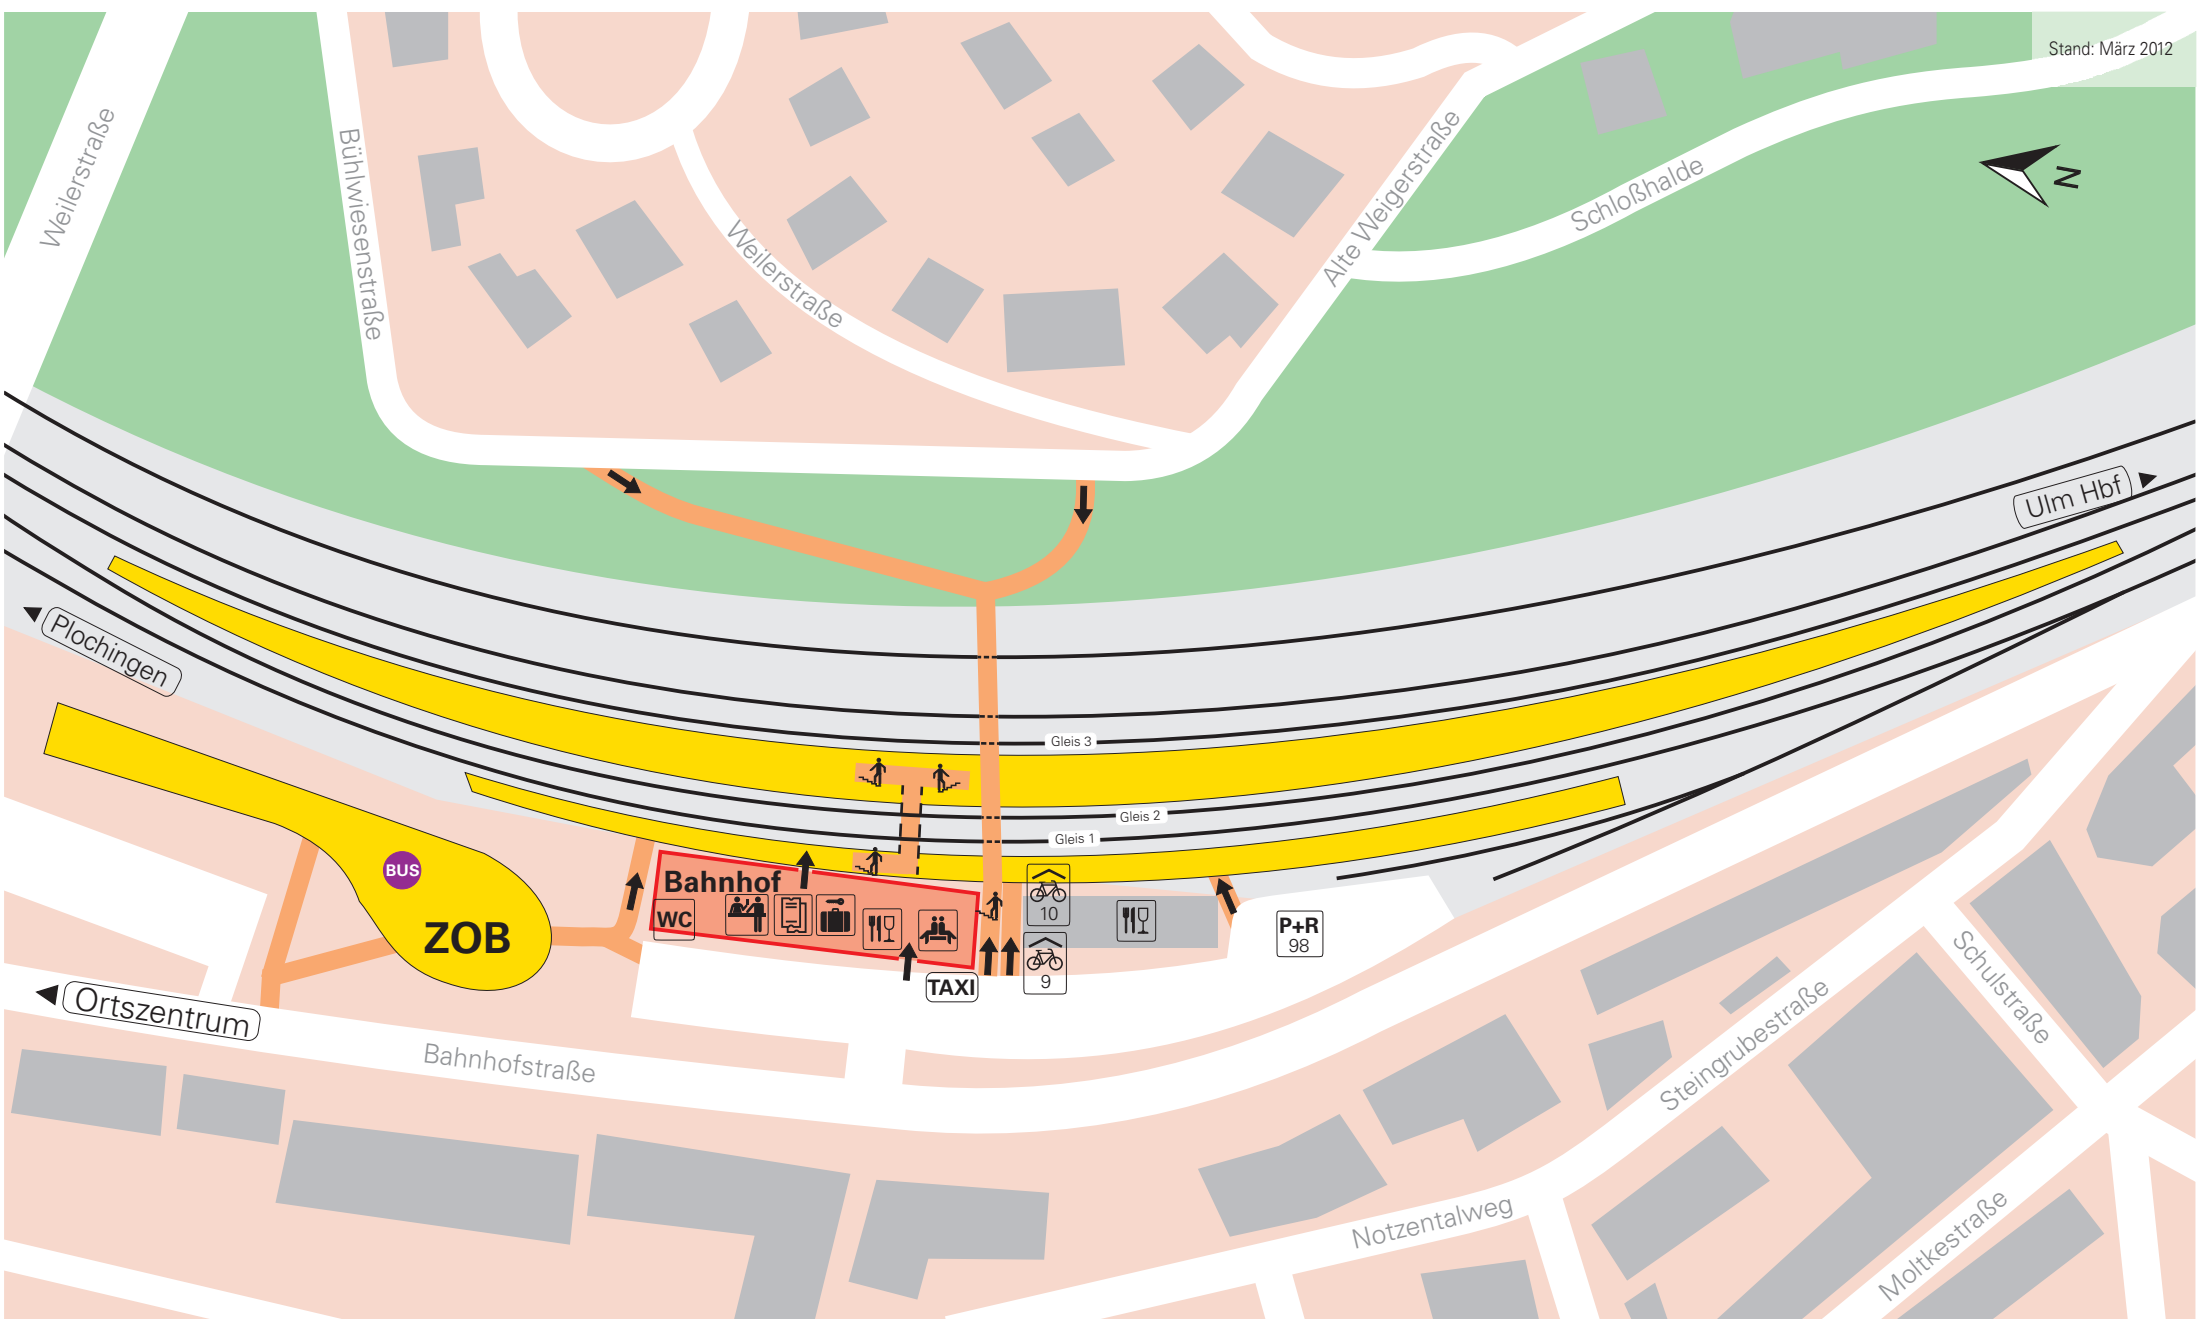 Stand: März 2012
Weilerstraße
Bühlwiesenstraße
Weilerstraße
Alte Weigerstraße
Schloßhalde
N
Ulm Hbf
Plochingen
Gleis 3
Gleis 2
Gleis 1
BUS
ZOB
Bahnhof
WC
10
9
TAXI
P+R
98
Ortszentrum
Bahnhofstraße
Schulstraße
Steingrubestraße
Notzentalweg
Moltkestraße